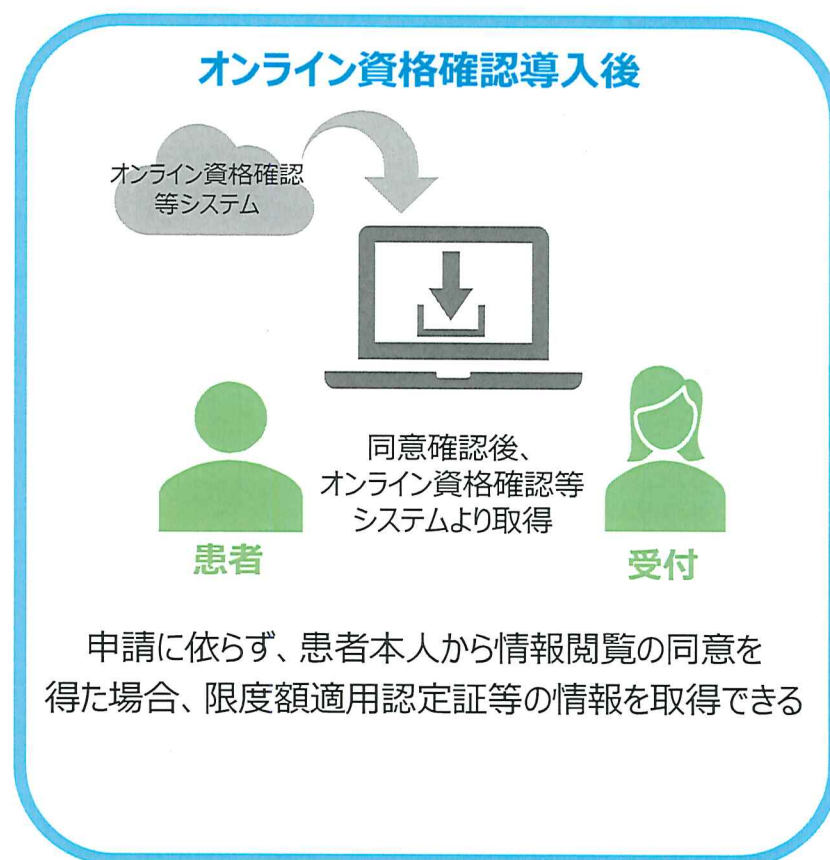 オンライン資格確認導入後
オンライン資格確認
等システム
同意確認後、
オンライン資格確認等
システムより取得
患者
受付
申請に依らず、患者本人から情報閲覧の同意を
得た場合、限度額適用認定証等の情報を取得できる